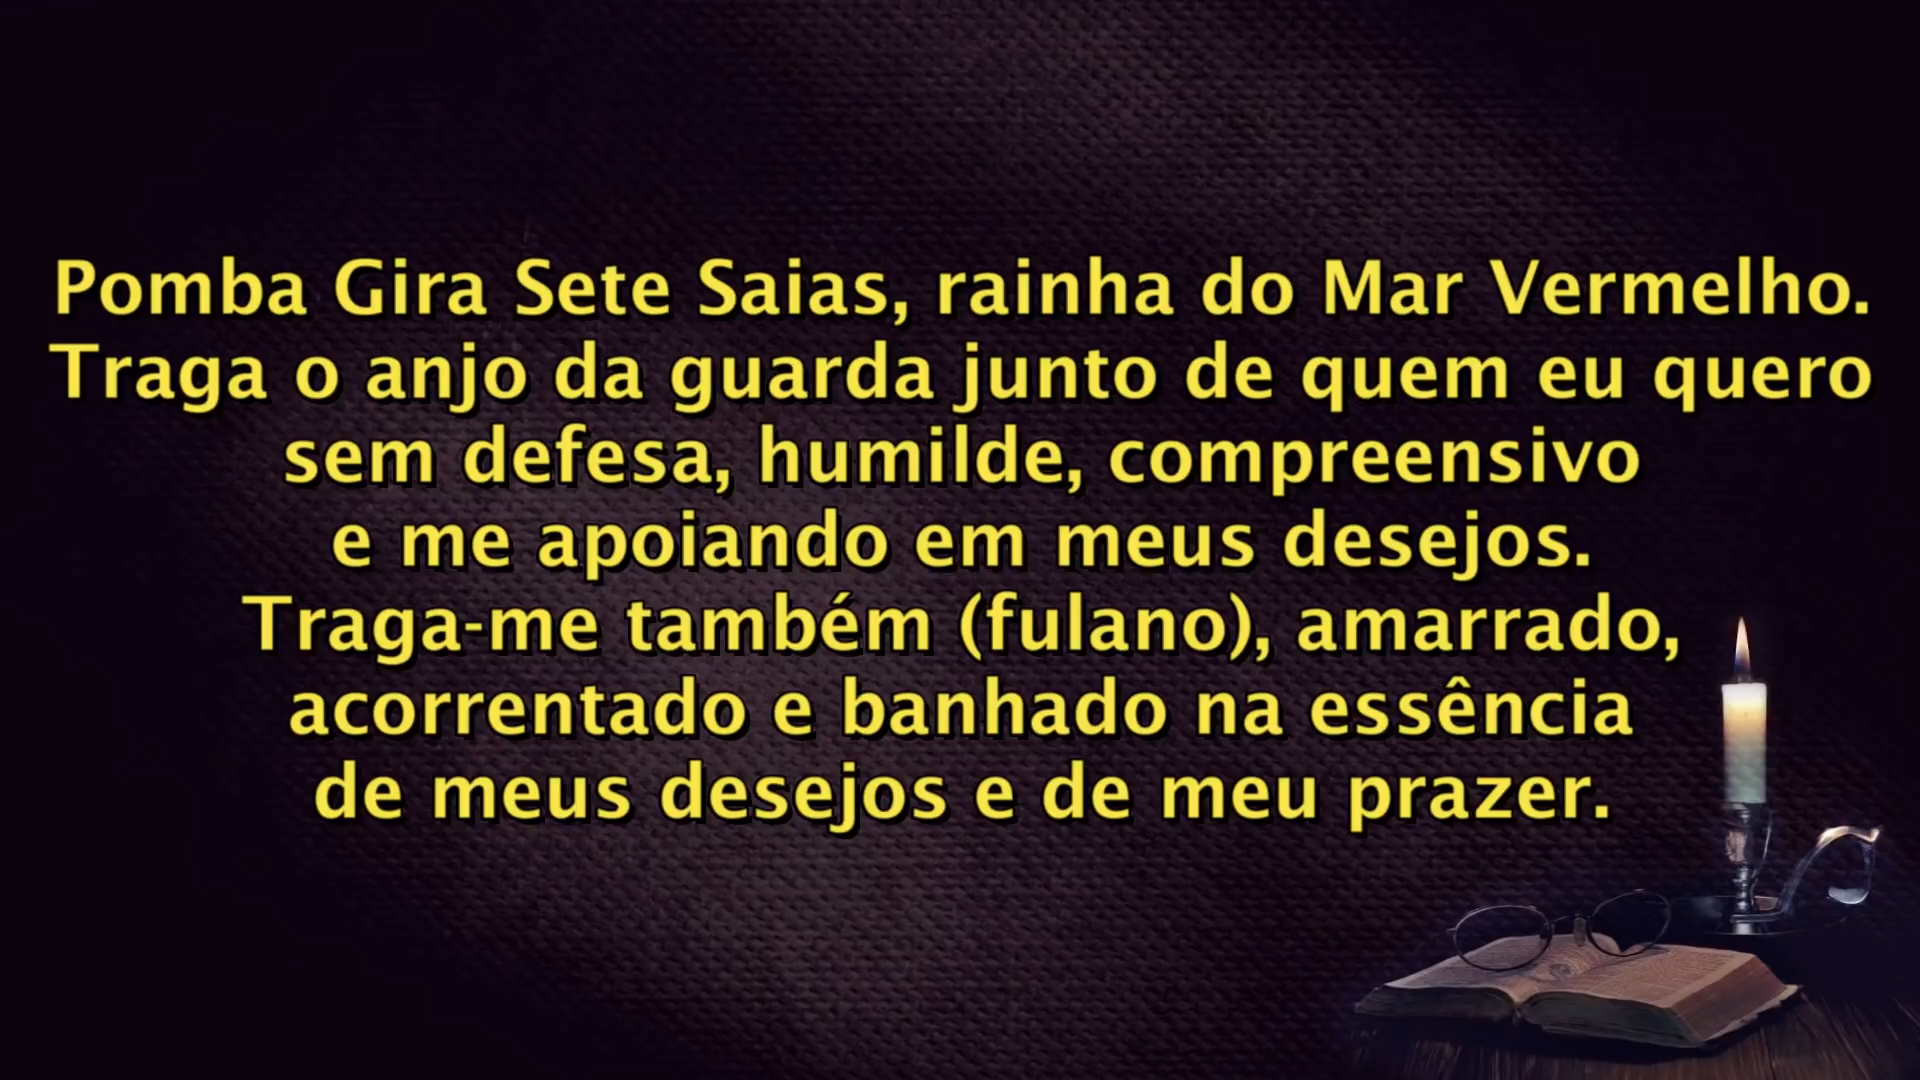 Pomba Gira Sete Saias, rainha do Mar Vermelho.
Traga o anjo da guarda junto de quem eu quero
sem defesa, humilde, compreensivo
e me apoiando em meus desejos.
Traga-me também (fulano), amarrado,
acorrentado e banhado na essência
de meus desejos e de meu prazer.